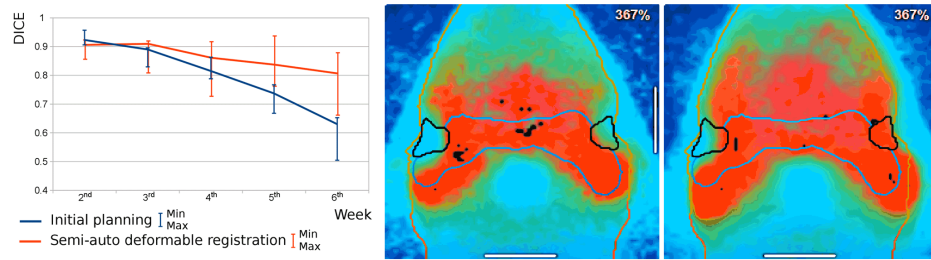 DICE
1
0.9
0.8
0.7
0.6
0.5
0.4
2nd 3rd 4th 5th 6th
Week
Initial planning Min Max
Semi-auto deformable registration Min Max
367%
367%